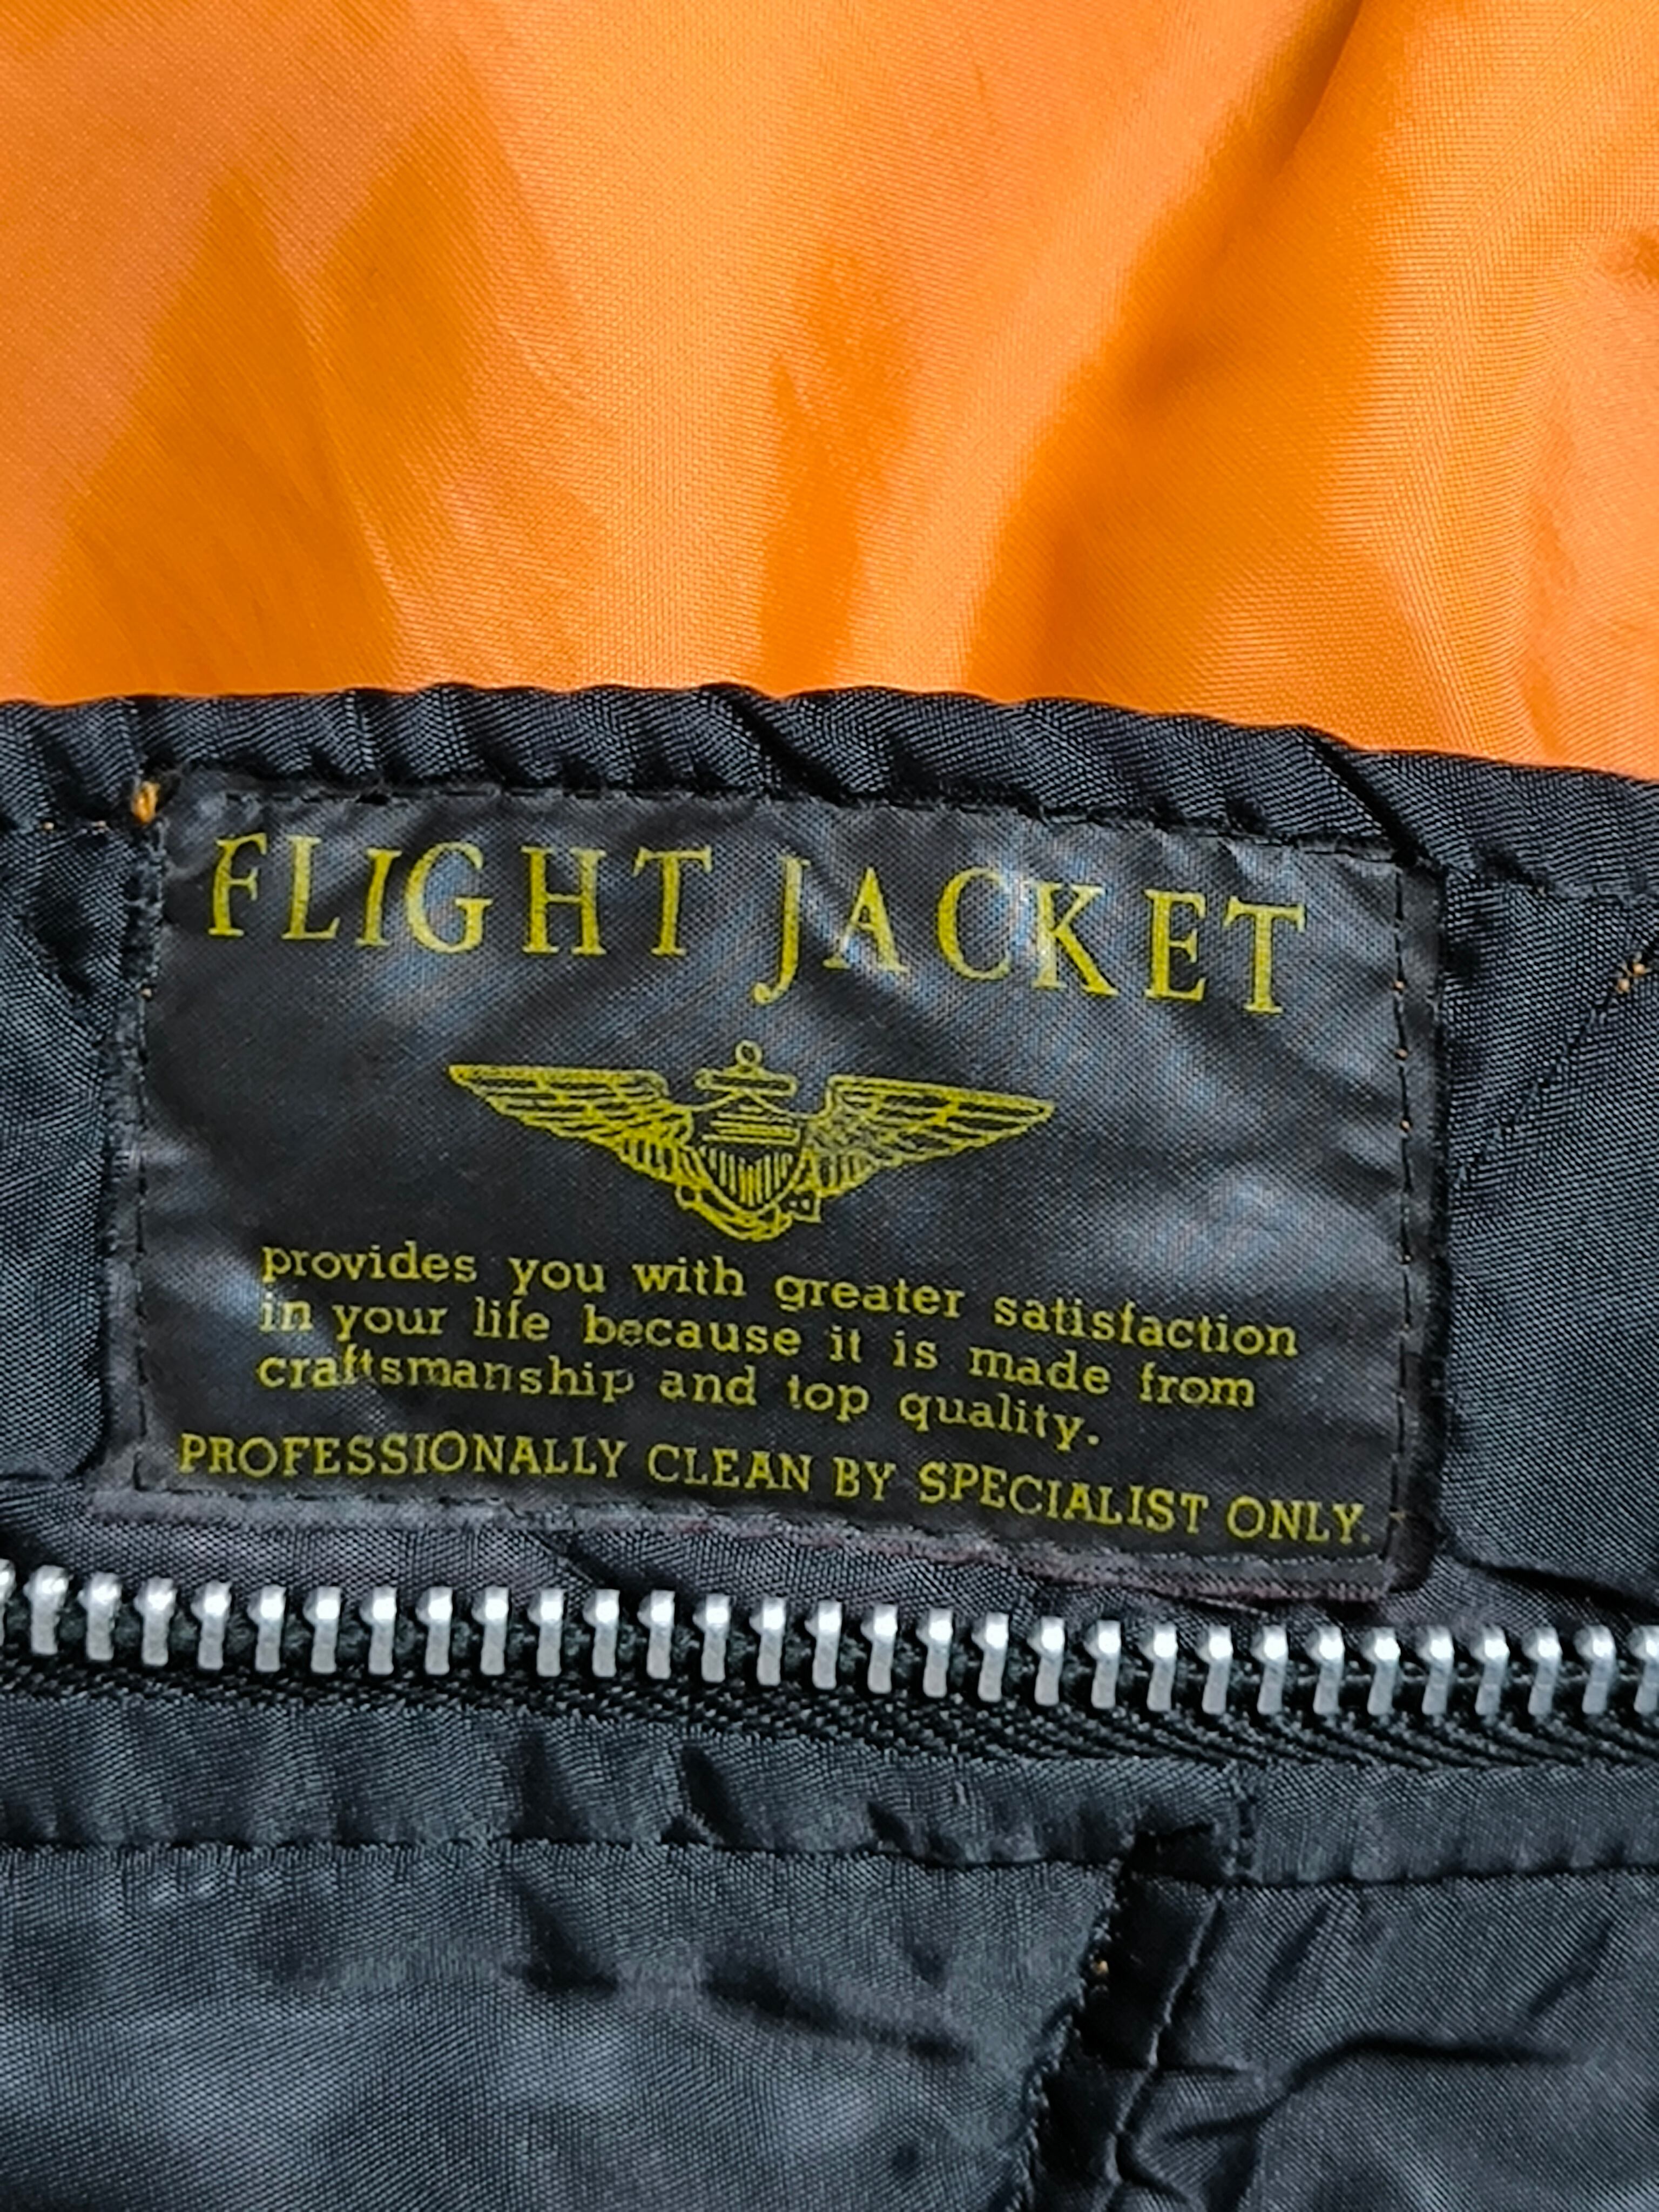 FLIGHT JACKET
provides you with greater satisfaction
in your life because it is made from
craftsmanship and top quality.
PROFESSIONALLY CLEAN BY SPECIALIST ONLY.